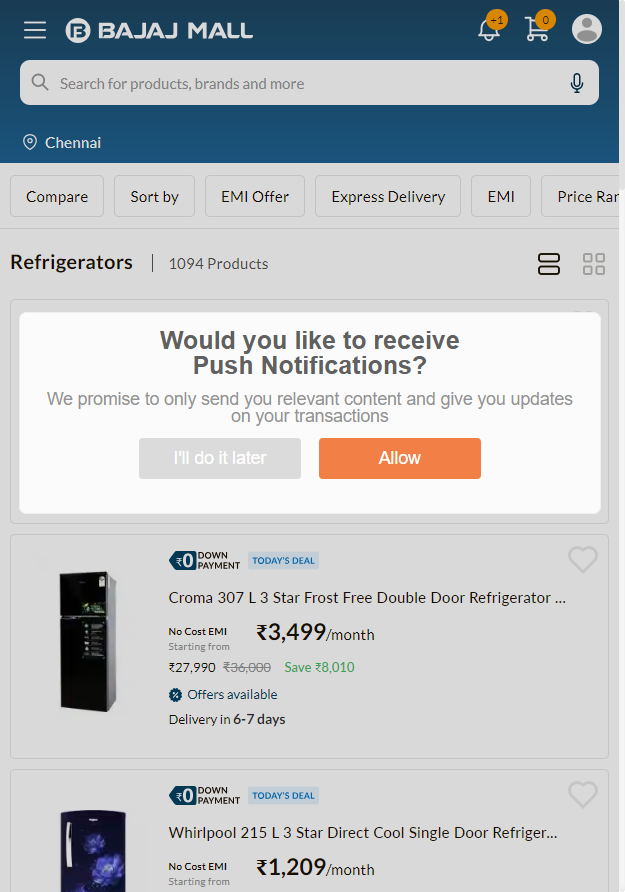 BAJAJ MALL
+1
0
Search for products, brands and more
Chennai
Compare
Sort by
EMI Offer
Express Delivery
EMI
Price Ran
Refrigerators
1094 Products
Would you like to receive
Push Notifications?
We promise to only send you relevant content and give you updates
on your transactions
I'll do it later
Allow
₹0 DOWN
PAYMENT
TODAY'S DEAL
Croma 307 L 3 Star Frost Free Double Door Refrigerator ...
No Cost EMI
Starting from
₹3,499/month
₹27,990 ₹36,000 Save ₹8,010
Offers available
Delivery in 6-7 days
₹0 DOWN
PAYMENT
TODAY'S DEAL
Whirlpool 215 L 3 Star Direct Cool Single Door Refriger...
No Cost EMI
Starting from
₹1,209/month